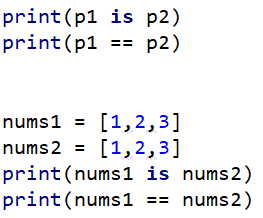 print(p1 is p2)
print(p1 == p2)
nums1 = [1,2,3]
nums2 = [1,2,3]
print(nums1 is nums2)
print(nums1 == nums2)